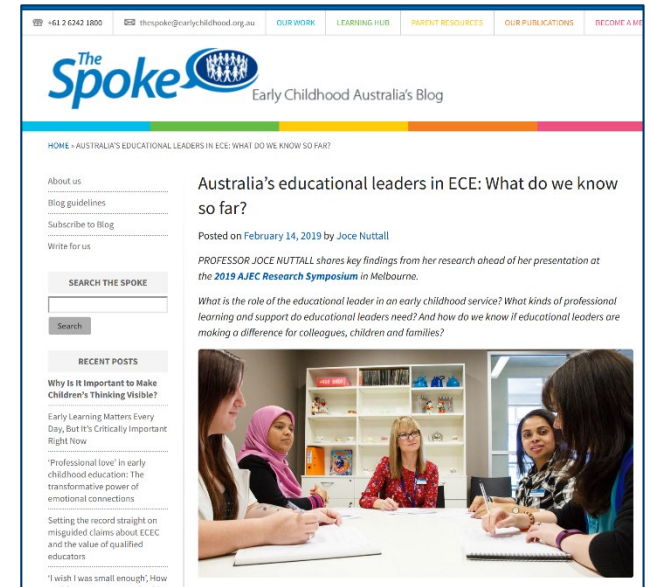 +61 2 6242 1800
thespoke@earlychildhood.org.au
OUR WORK
LEARNING HUB
PARENT RESOURCES
OUR PUBLICATIONS
BECOME A ME
The
Spoke
Early Childhood Australia's Blog
HOME » AUSTRALIA'S EDUCATIONAL LEADERS IN ECE: WHAT DO WE KNOW SO FAR?
About us
Blog guidelines
Subscribe to Blog
Write for us
SEARCH THE SPOKE
Search
RECENT POSTS
Why Is It Important to Make
Children's Thinking Visible?
Early Learning Matters Every
Day, But It's Critically Important
Right Now
'Professional love' in early
childhood education: The
transformative power of
emotional connections
Setting the record straight on
misguided claims about ECEC
and the value of qualified
educators
'I wish I was small enough', How
Australia's educational leaders in ECE: What do we know
so far?
Posted on February 14, 2019 by Joce Nuttall
PROFESSOR JOCE NUTTALL shares key findings from her research ahead of her presentation at
the 2019 AJEC Research Symposium in Melbourne.
What is the role of the educational leader in an early childhood service? What kinds of professional
learning and support do educational leaders need? And how do we know if educational leaders are
making a difference for colleagues, children and families?